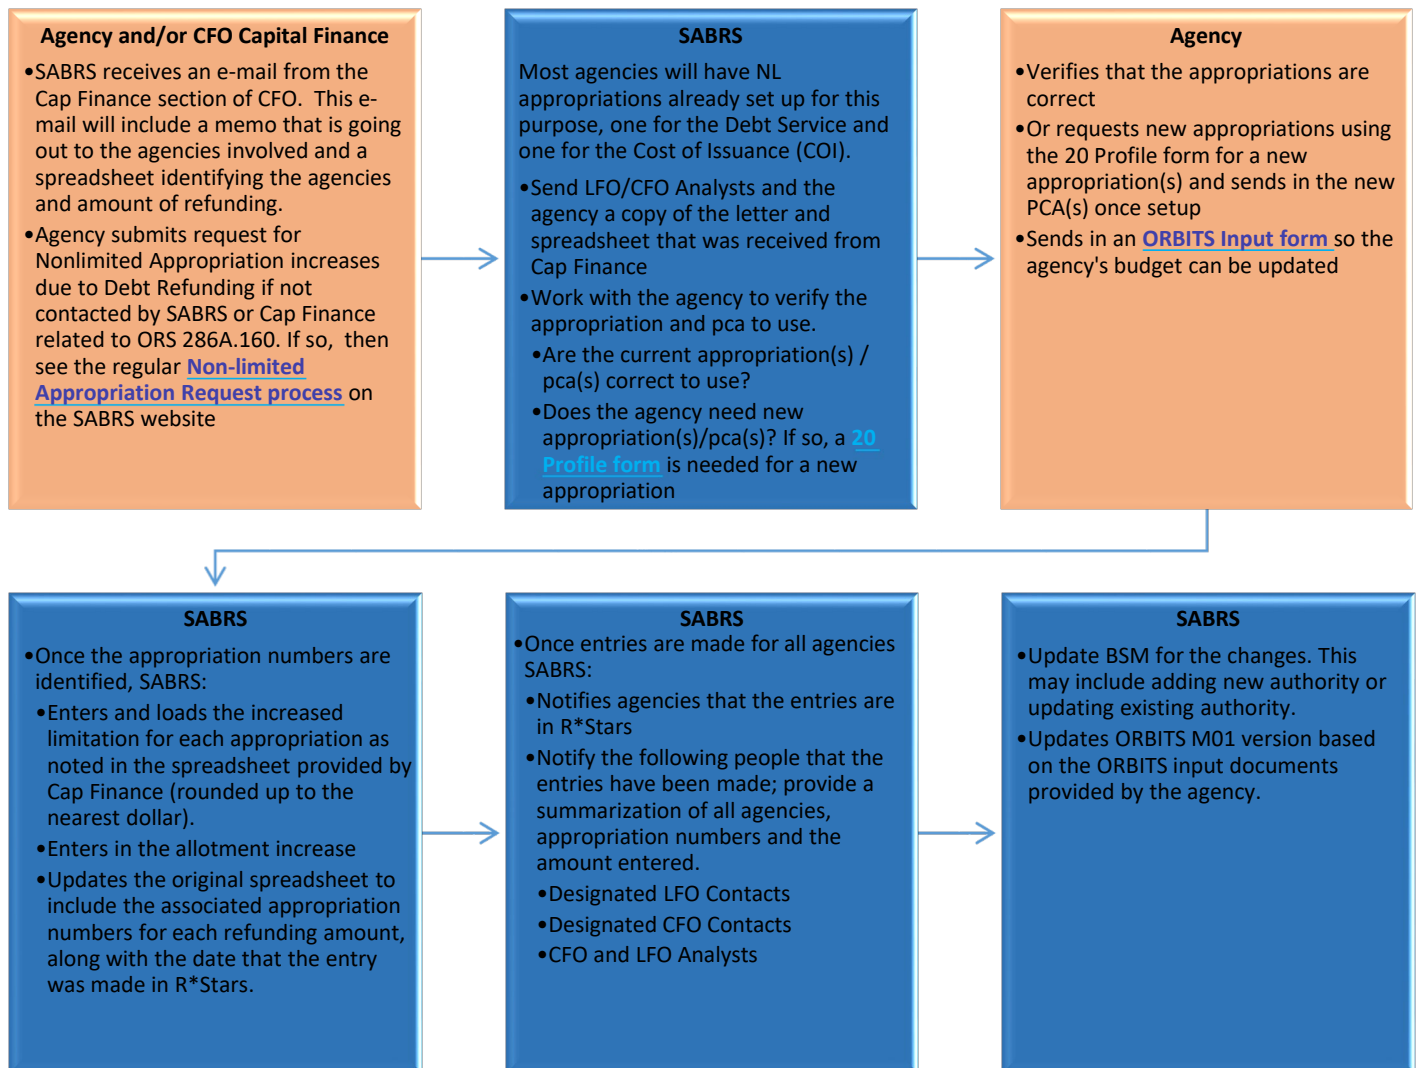 Agency and/or CFO Capital Finance
•SABRS receives an e-mail from the
Cap Finance section of CFO. This e-
mail will include a memo that is going
out to the agencies involved and a
spreadsheet identifying the agencies
and amount of refunding.
•Agency submits request for
Nonlimited Appropriation increases
due to Debt Refunding if not
contacted by SABRS or Cap Finance
related to ORS 286A.160. If so, then
see the regular Non-limited
Appropriation Request process on
the SABRS website
SABRS
Most agencies will have NL
appropriations already set up for this
purpose, one for the Debt Service and
one for the Cost of Issuance (COI).
•Send LFO/CFO Analysts and the
agency a copy of the letter and
spreadsheet that was received from
Cap Finance
•Work with the agency to verify the
appropriation and pca to use.
•Are the current appropriation(s) /
pca(s) correct to use?
•Does the agency need new
appropriation(s)/pca(s)? If so, a 20
Profile form is needed for a new
appropriation
Agency
•Verifies that the appropriations are
correct
•Or requests new appropriations using
the 20 Profile form for a new
appropriation(s) and sends in the new
PCA(s) once setup
•Sends in an ORBITS Input form so the
agency's budget can be updated
SABRS
•Once the appropriation numbers are
identified, SABRS:
•Enters and loads the increased
limitation for each appropriation as
noted in the spreadsheet provided by
Cap Finance (rounded up to the
nearest dollar).
•Enters in the allotment increase
•Updates the original spreadsheet to
include the associated appropriation
numbers for each refunding amount,
along with the date that the entry
was made in R*Stars.
SABRS
•Once entries are made for all agencies
SABRS:
•Notifies agencies that the entries are
in R*Stars
•Notify the following people that the
entries have been made; provide a
summarization of all agencies,
appropriation numbers and the
amount entered.
•Designated LFO Contacts
•Designated CFO Contacts
•CFO and LFO Analysts
SABRS
•Update BSM for the changes. This
may include adding new authority or
updating existing authority.
•Updates ORBITS M01 version based
on the ORBITS input documents
provided by the agency.